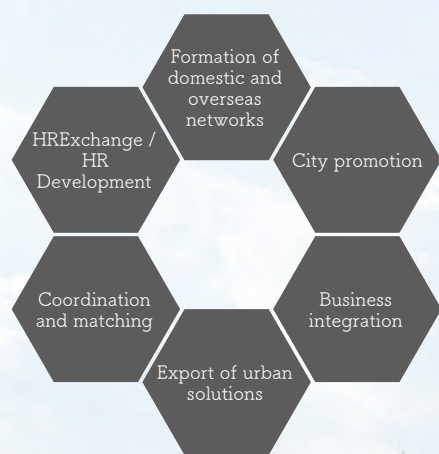 Formation of
domestic and
overseas
networks
HRExchange /
HR
Development
City promotion
Coordination
and matching
Business
integration
Export of urban
solutions